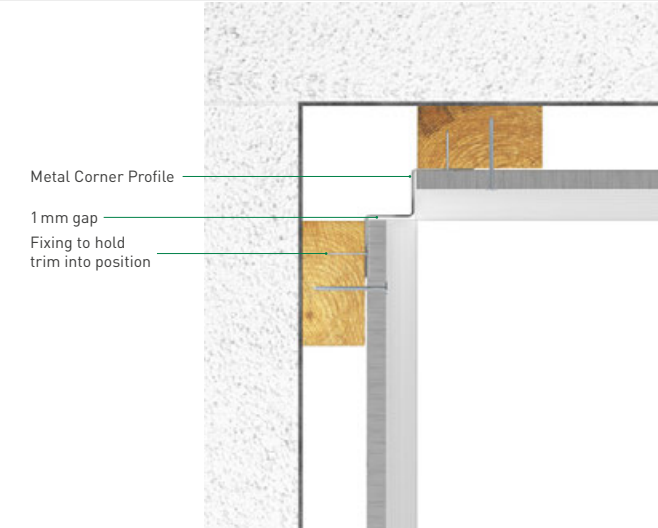 Metal Corner Profile
1 mm gap
Fixing to hold
trim into position